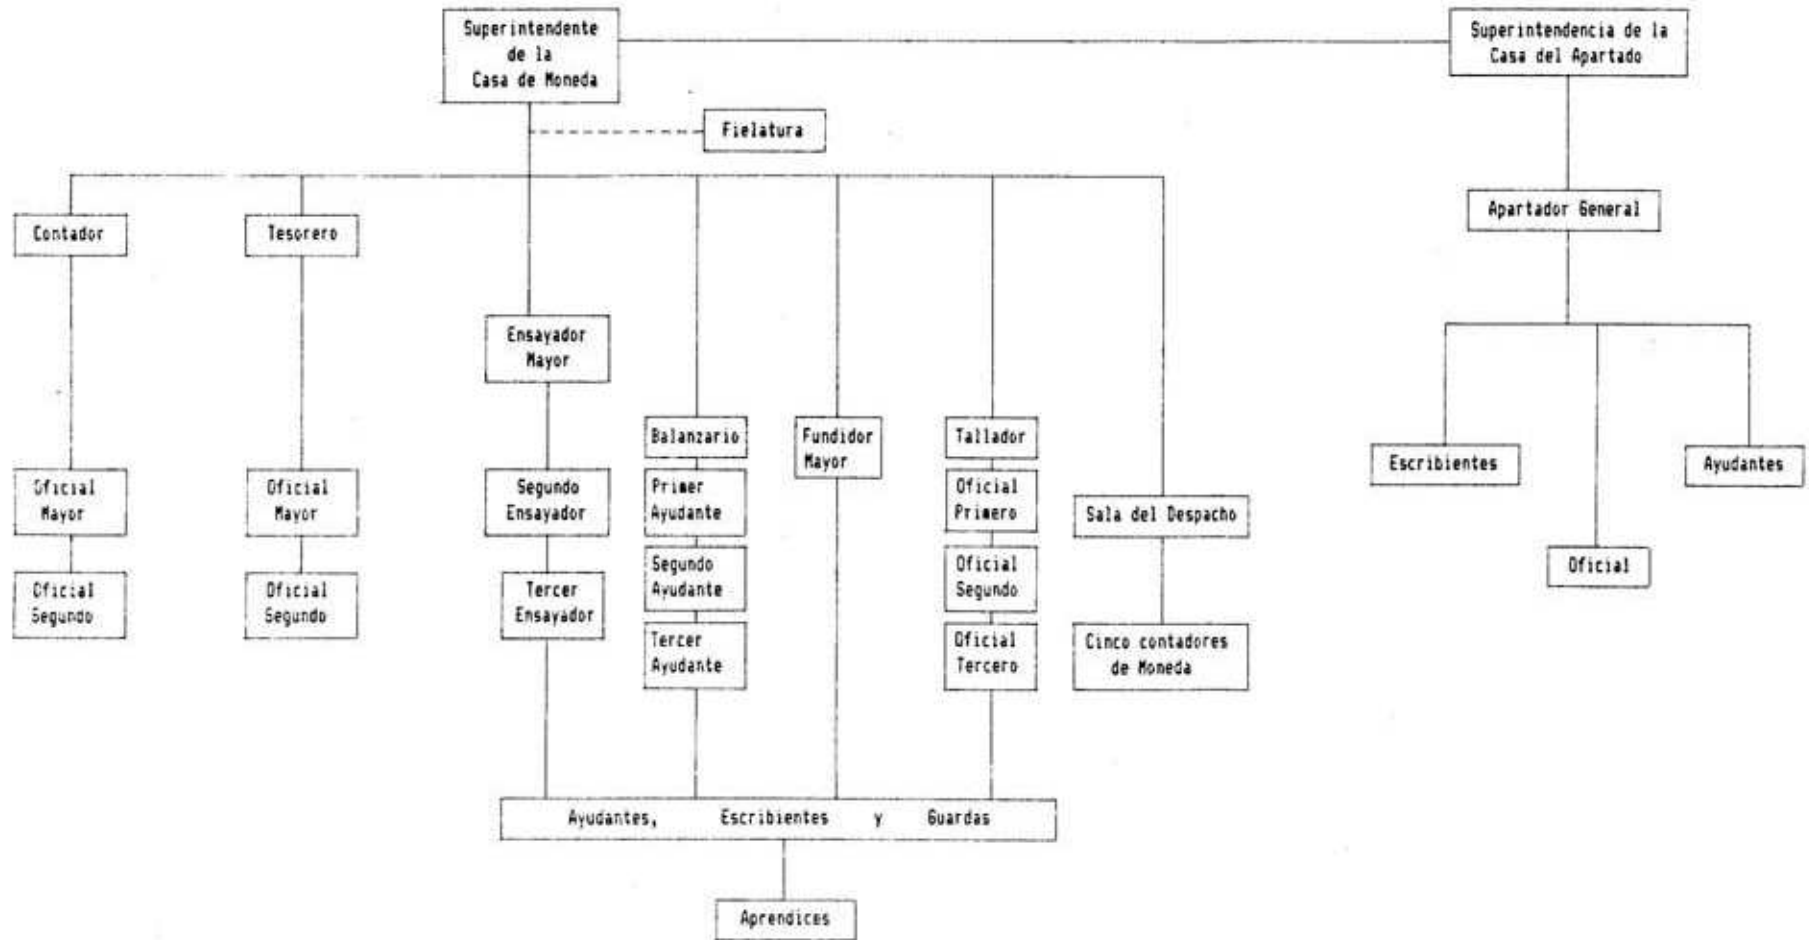 Superintendente
de la
Casa de Moneda
Superintendencia de la
Casa del Apartado
Fielatura
Contador
Tesorero
Apartador General
Ensayador
Mayor
Balanzario
Fundidor
Mayor
Tallador
Escribientes
Ayudantes
Oficial
Mayor
Oficial
Mayor
Segundo
Ensayador
Primer
Ayudante
Oficial
Primero
Sala del Despacho
Oficial
Oficial
Segundo
Oficial
Segundo
Tercer
Ensayador
Segundo
Ayudante
Oficial
Segundo
Tercer
Ayudante
Oficial
Tercero
Cinco contadores
de Moneda
Ayudantes, Escribientes y Guardas
Aprendices